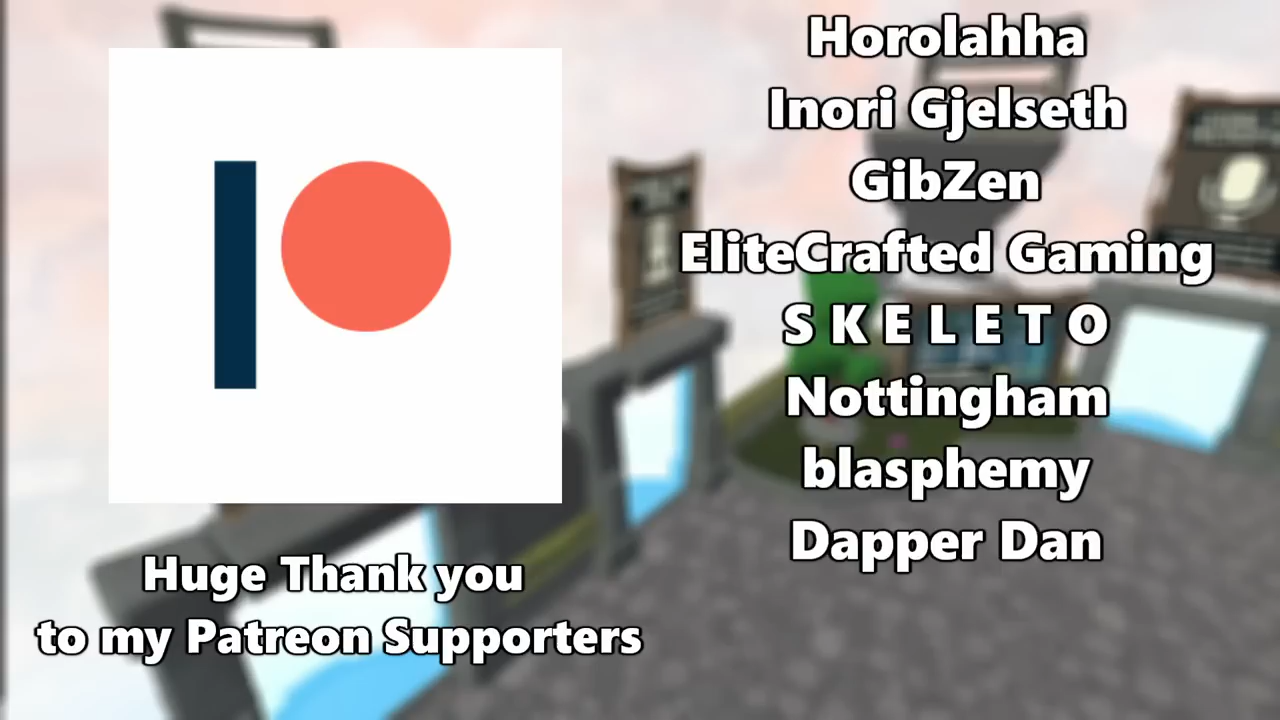 Huge Thank you
to my Patreon Supporters
Horolahha
Inori Gjelseth
GibZen
EliteCrafted Gaming
S K E L E T O
Nottingham
blasphemy
Dapper Dan